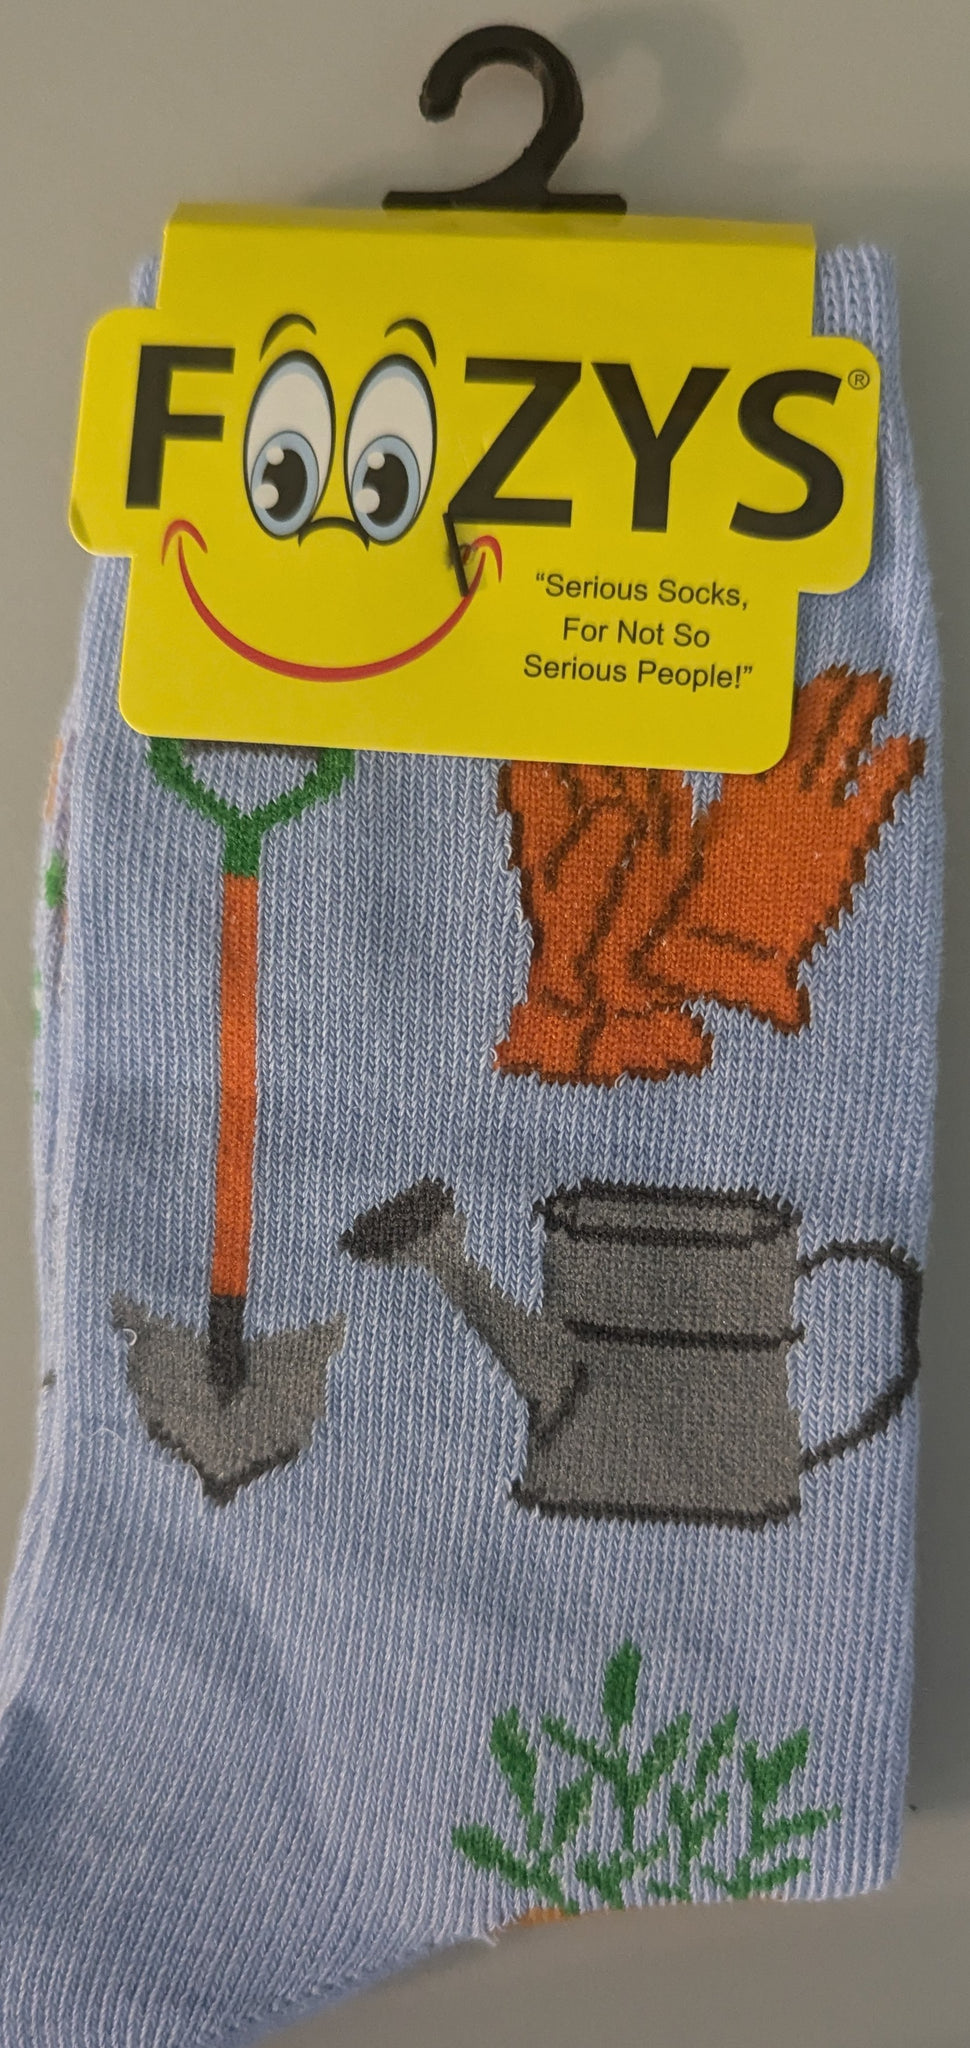 FOOZYS®
“Serious Socks,
For Not So
Serious People!”